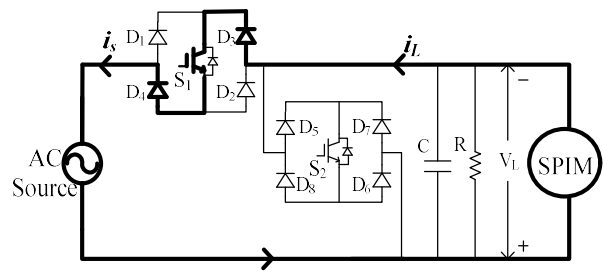 D1
D3
is
iL
S1
D4
D2
−
D5
D7
C
R
VL
AC
Source
S2
SPIM
D8
D6
+